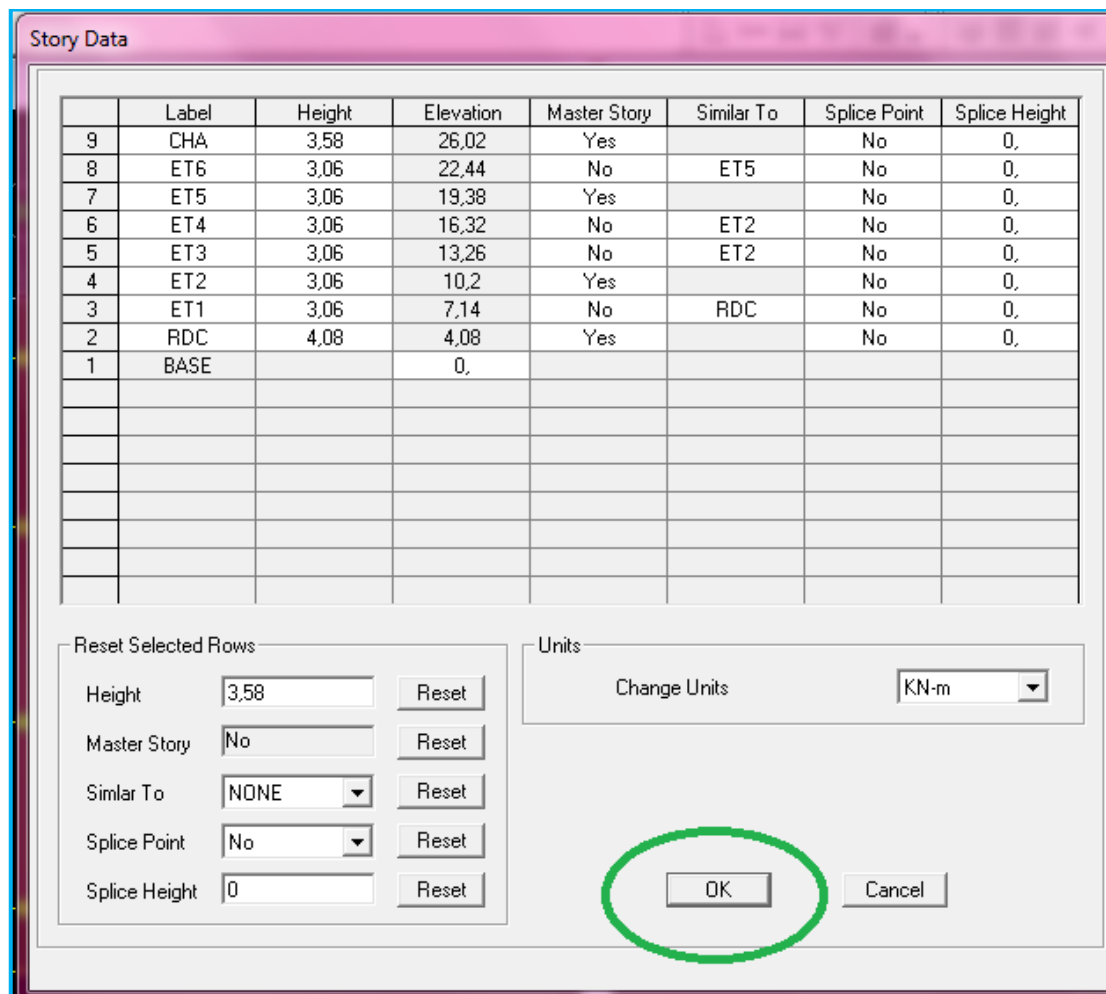 Story Data
Label Height Elevation Master Story Similar To Splice Point Splice Height
9 CHA 3,58 26,02 Yes No 0,
8 ET6 3,06 22,44 No ET5 No 0,
7 ET5 3,06 19,38 Yes No 0,
6 ET4 3,06 16,32 No ET2 No 0,
5 ET3 3,06 13,26 No ET2 No 0,
4 ET2 3,06 10,2 Yes No 0,
3 ET1 3,06 7,14 No RDC No 0,
2 RDC 4,08 4,08 Yes No 0,
1 BASE 0,
Reset Selected Rows
Height 3,58 Reset
Master Story No Reset
Simlar To NONE Reset
Splice Point No Reset
Splice Height 0 Reset
Units
Change Units KN-m
OK Cancel